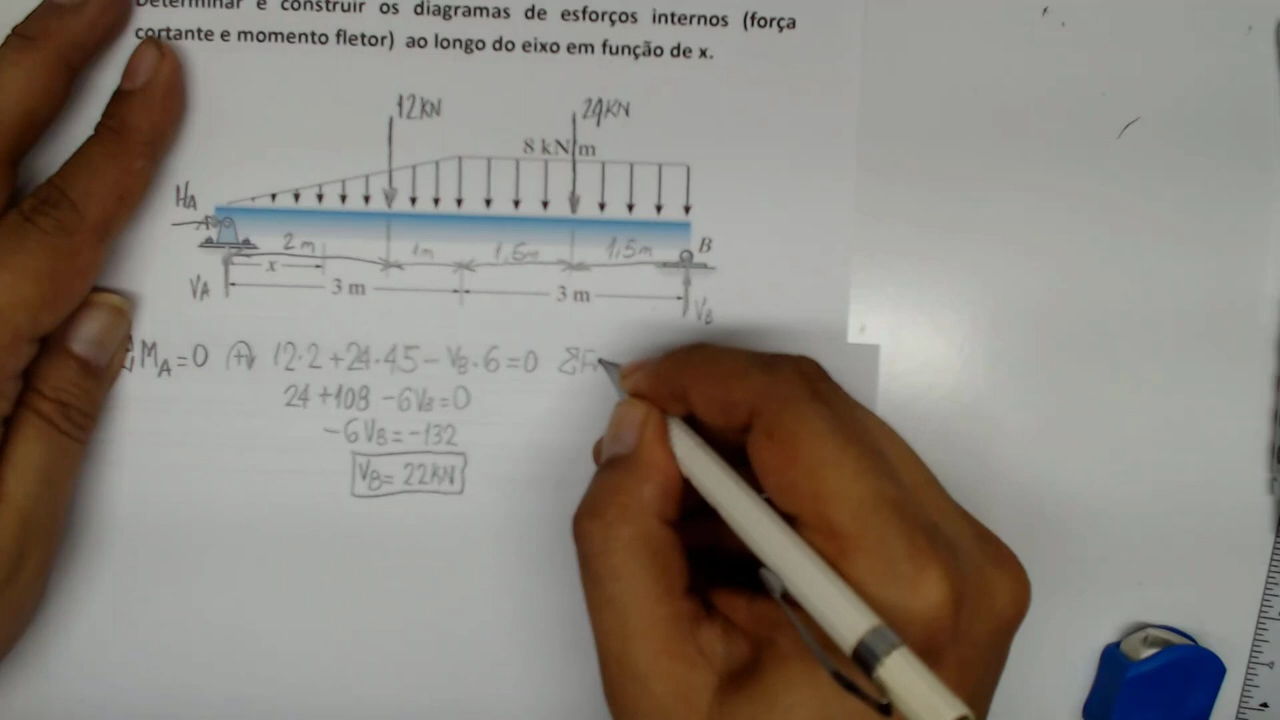 Determinar e construir os diagramas de esforços internos (força
cortante e momento fletor) ao longo do eixo em função de x.
12KN
24KN
8 kN/m
HA
2m
1m
1,5m
1,5m
B
x
VA
3 m
3 m
VB
ΣMA=0 (+) 12·2+24·4,5-VB·6=0 ΣF
24+108-6VB=0
-6VB=-132
VB=22KN